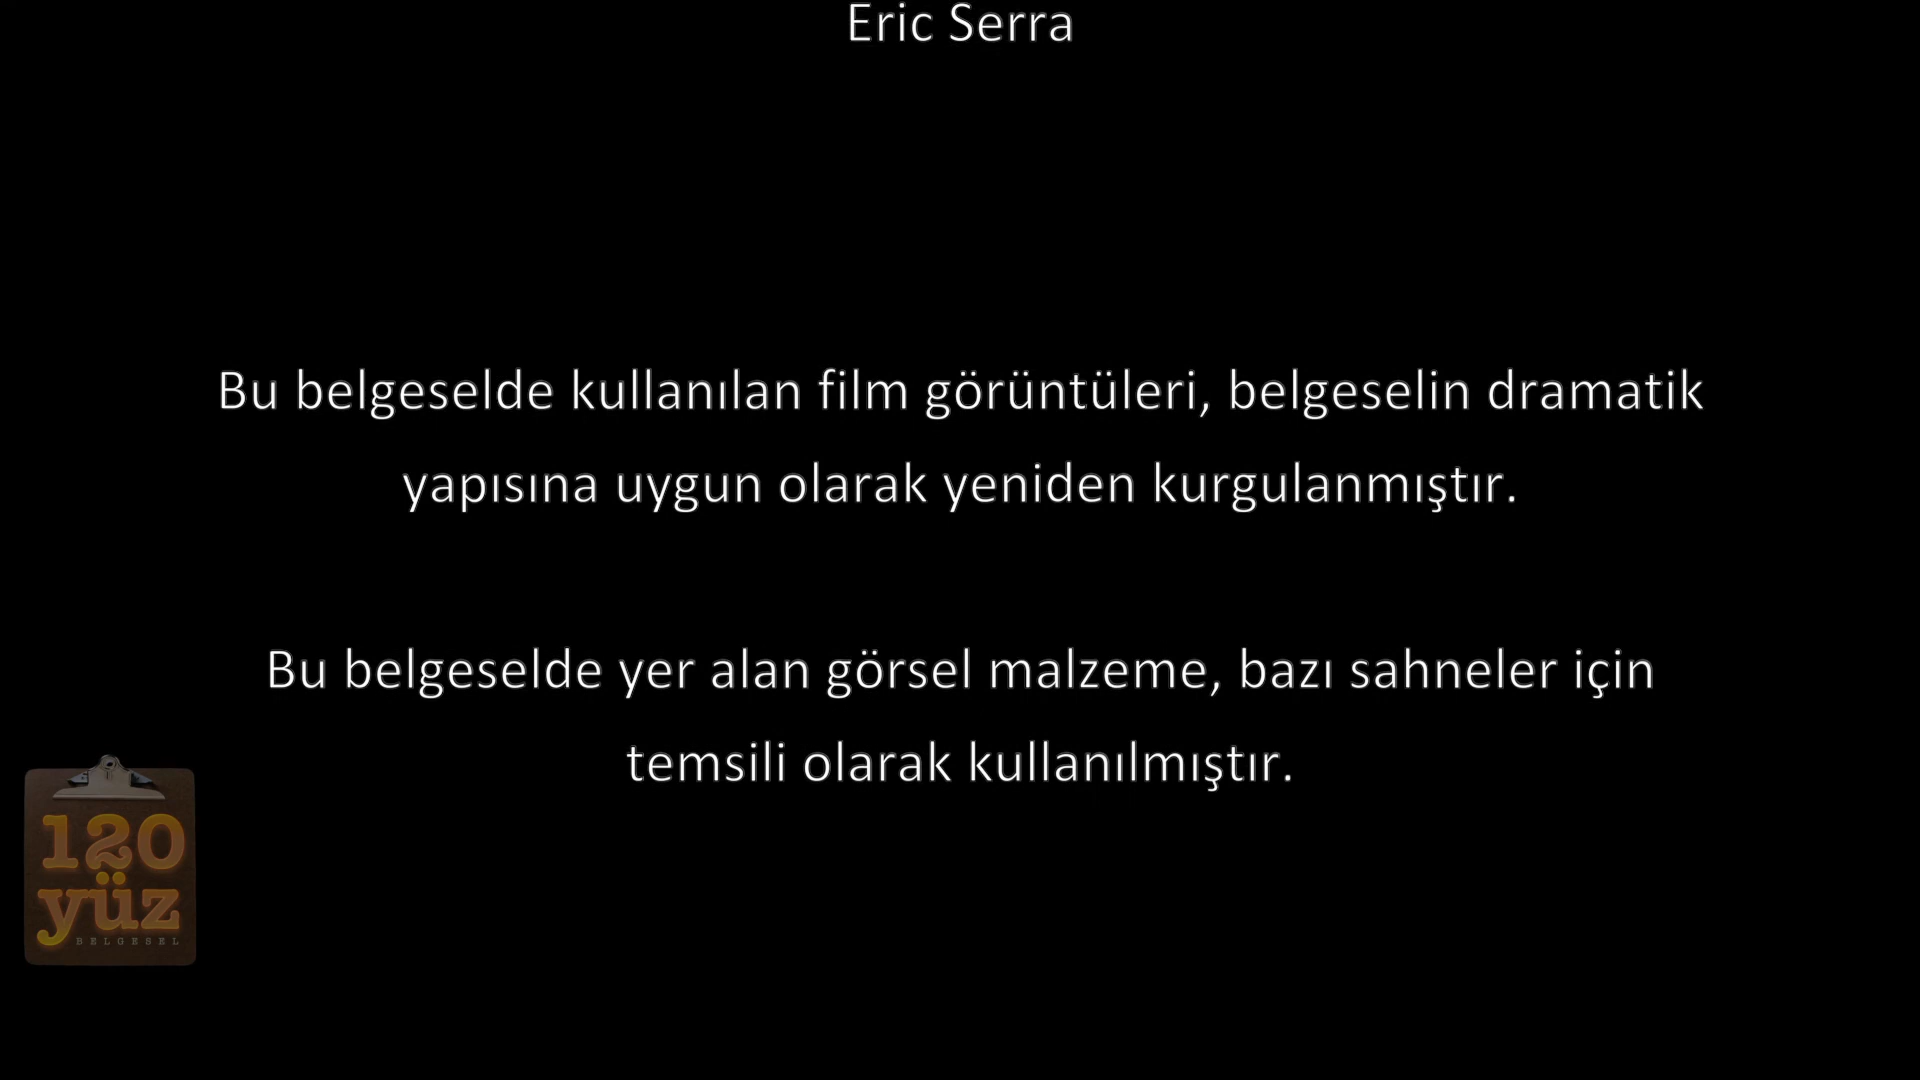 Eric Serra
Bu belgeselde kullanılan film görüntüleri, belgeselin dramatik
yapısına uygun olarak yeniden kurgulanmıştır.
Bu belgeselde yer alan görsel malzeme, bazı sahneler için
temsili olarak kullanılmıştır.
120
yüz
BELGESEL